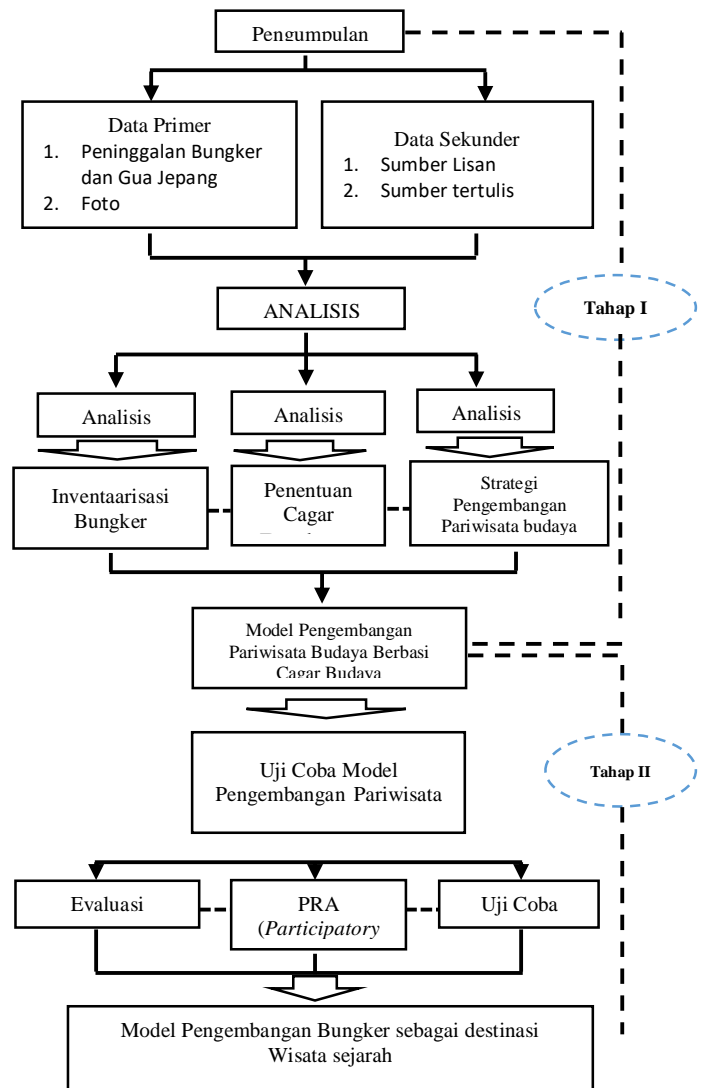 Pengumpulan
Data Primer
1. Peninggalan Bungker
dan Gua Jepang
2. Foto
Data Sekunder
1. Sumber Lisan
2. Sumber tertulis
ANALISIS
Tahap I
Analisis
Analisis
Analisis
Inventaarisasi
Bungker
Penentuan
Cagar
Strategi
Pengembangan
Pariwisata budaya
Model Pengembangan
Pariwisata Budaya Berbasi
Cagar Budaya
Uji Coba Model
Pengembangan Pariwisata
Tahap II
Evaluasi
PRA
(Participatory
Uji Coba
Model Pengembangan Bungker sebagai destinasi
Wisata sejarah